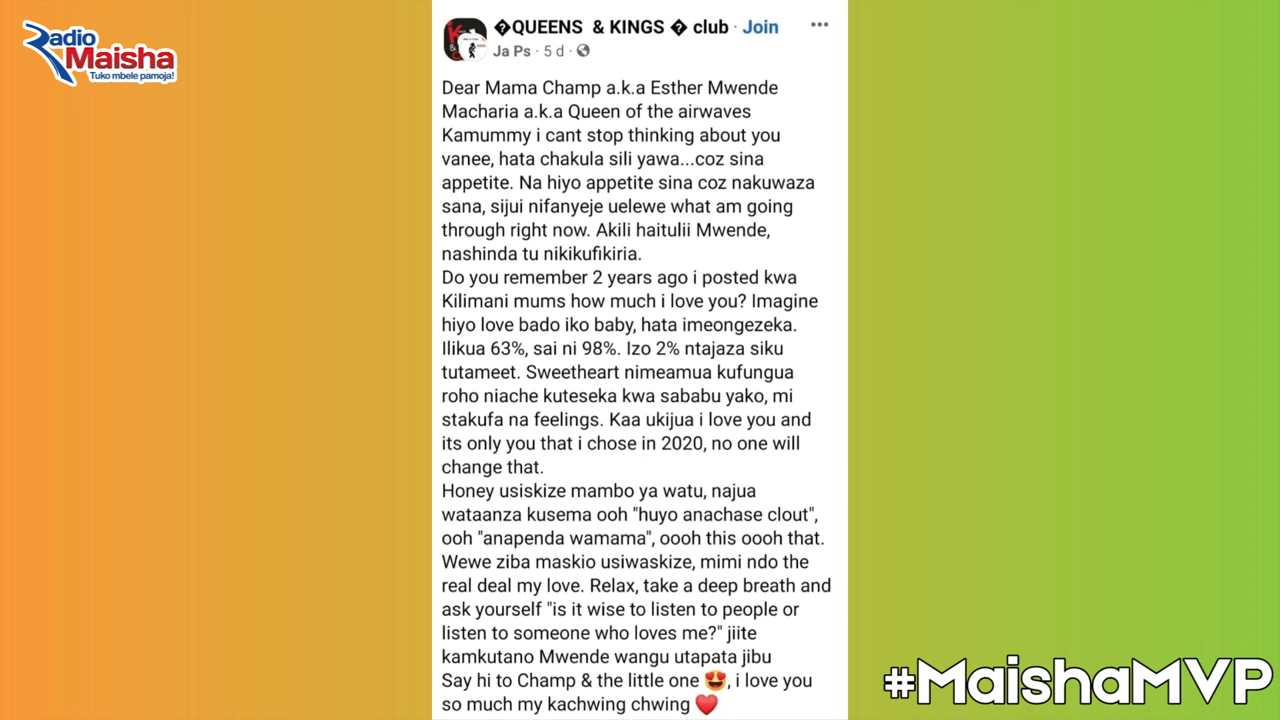 Radio
Maisha
Tuko mbele pamoja!
�QUEENS & KINGS � club · Join
Ja Ps · 5 d ·
Dear Mama Champ a.k.a Esther Mwende
Macharia a.k.a Queen of the airwaves
Kamummy i cant stop thinking about you
vanee, hata chakula sili yawa...coz sina
appetite. Na hiyo appetite sina coz nakuwaza
sana, sijui nifanyeje uelewe what am going
through right now. Akili haitulii Mwende,
nashinda tu nikikufikiria.
Do you remember 2 years ago i posted kwa
Kilimani mums how much i love you? Imagine
hiyo love bado iko baby, hata imeongezeka.
Ilikua 63%, sai ni 98%. Izo 2% ntajaza siku
tutameet. Sweetheart nimeamua kufungua
roho niache kuteseka kwa sababu yako, mi
stakufa na feelings. Kaa ukijua i love you and
its only you that i chose in 2020, no one will
change that.
Honey usiskize mambo ya watu, najua
wataanza kusema ooh "huyo anachase clout",
ooh "anapenda wamama", oooh this oooh that.
Wewe ziba maskio usiwaskize, mimi ndo the
real deal my love. Relax, take a deep breath and
ask yourself "is it wise to listen to people or
listen to someone who loves me?" jiite
kamkutano Mwende wangu utapata jibu
Say hi to Champ & the little one 😍, i love you
so much my kachwing chwing ❤️
#MaishaMVP